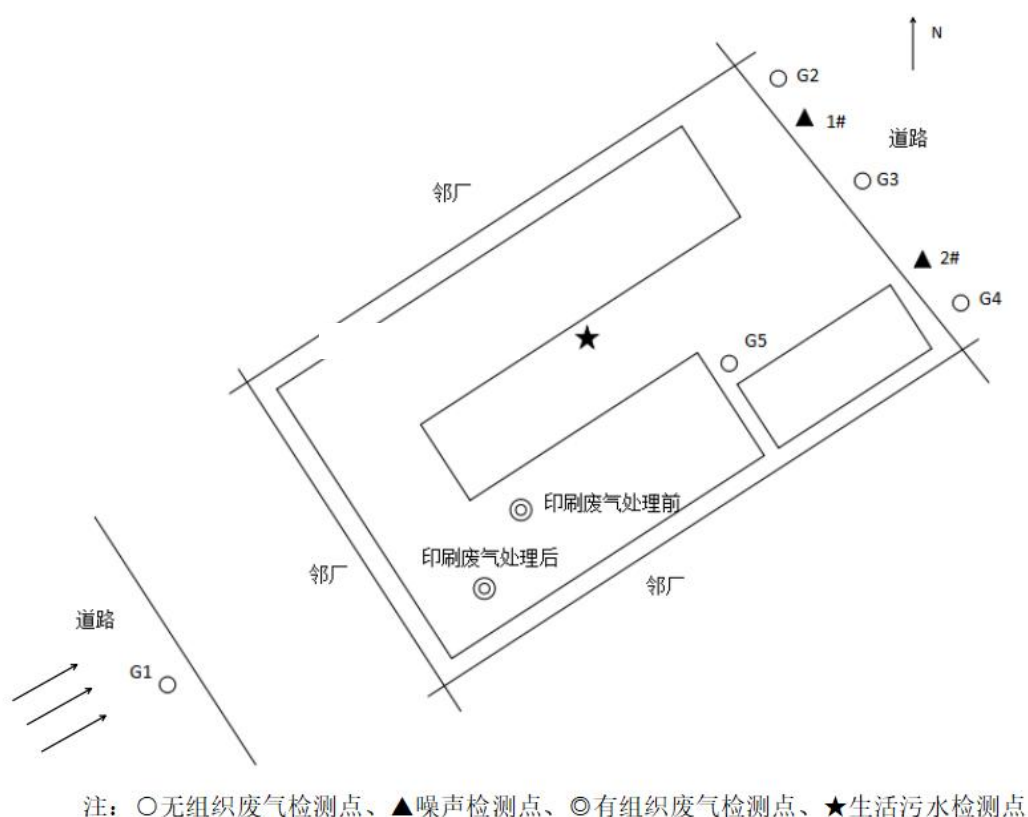 N
G2
1#
道路
G3
邻厂
2#
G4
G5
印刷废气处理前
印刷废气处理后
邻厂
邻厂
道路
G1
注：○无组织废气检测点、▲噪声检测点、◎有组织废气检测点、★生活污水检测点